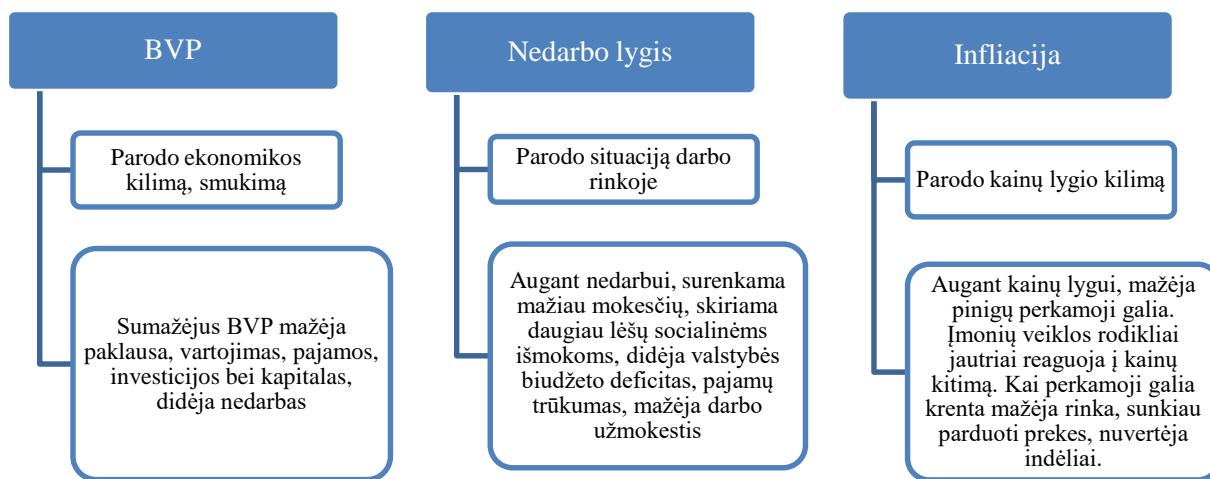 BVP
Parodo ekonomikos
kilimą, smukimą
Sumažėjus BVP mažėja
paklausa, vartojimas, pajamos,
investicijos bei kapitalas,
didėja nedarbas
Nedarbo lygis
Parodo situaciją darbo
rinkoje
Augant nedarbui, surenkama
mažiau mokesčių, skiriama
daugiau lėšų socialinėms
išmokoms, didėja valstybės
biudžeto deficitas, pajamų
trūkumas, mažėja darbo
užmokestis
Infliacija
Parodo kainų lygio kilimą
Augant kainų lygui, mažėja
pinigų perkamoji galia.
Įmonių veiklos rodikliai
jautriai reaguoja į kainų
kitimą. Kai perkamoji galia
krenta mažėja rinka, sunkiau
parduoti prekes, nuvertėja
indėliai.